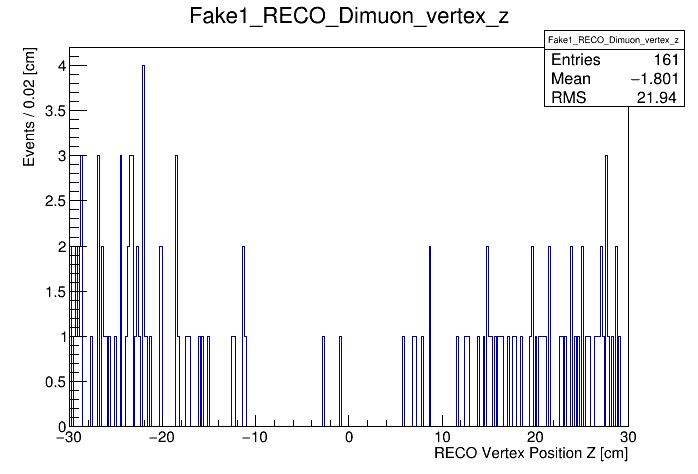 Fake1_RECO_Dimuon_vertex_z
Fake1_RECO_Dimuon_vertex_z
Entries 161
Mean −1.801
RMS 21.94
Events / 0.02 [cm]
4
3.5
3
2.5
2
1.5
1
0.5
0
−30 −20 −10 0 10 20 30
RECO Vertex Position Z [cm]